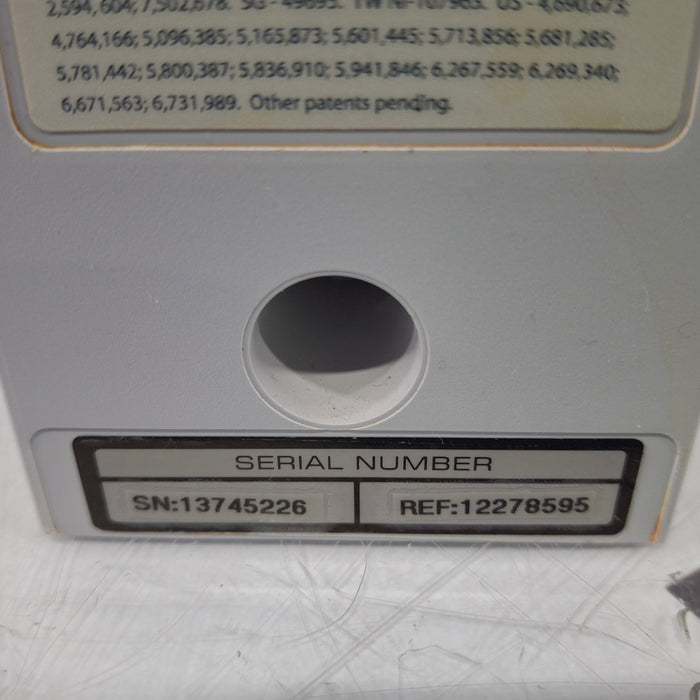 2,594,604; 7,502,678. SG - 49695. TW NI-107983. US - 4,690,673;
4,764,166; 5,096,385; 5,165,873; 5,601,445; 5,713,856; 5,681,285;
5,781,442; 5,800,387; 5,836,910; 5,941,846; 6,267,559; 6,269,340;
6,671,563; 6,731,989. Other patents pending.
SERIAL NUMBER
SN:13745226 REF:12278595